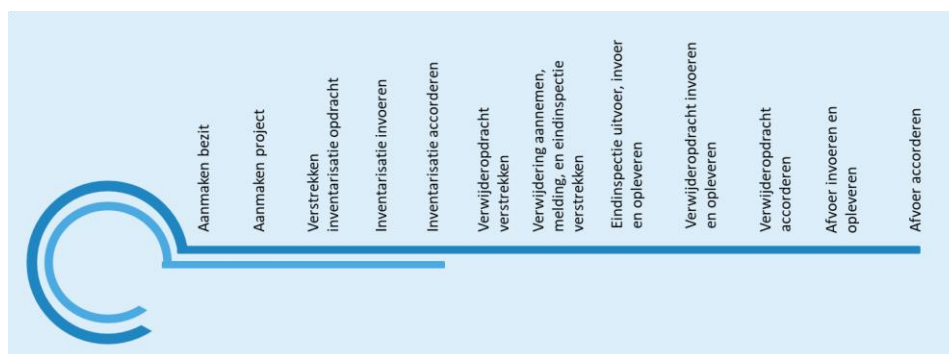 Aanmaken bezit
Aanmaken project
Verstrekken
inventarisatie opdracht
Inventarisatie invoeren
Inventarisatie accorderen
Verwijderopdracht
verstrekken
Verwijdering aannemen,
melding, en eindinspectie
verstrekken
Eindinspectie uitvoer, invoer
en opleveren
Verwijderopdracht invoeren
en opleveren
Verwijderopdracht
accorderen
Afvoer invoeren en
opleveren
Afvoer accorderen